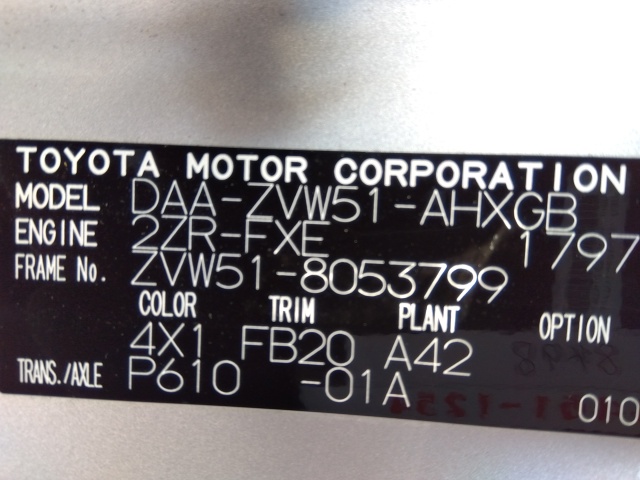 TOYOTA MOTOR CORPORATION
MODEL DAA-ZVW51-AHXGB
ENGINE 2ZR-FXE 1797
FRAME No. ZVW51-8053799
COLOR TRIM PLANT OPTION
4X1 FB20 A42
TRANS./AXLE P610 -01A 010